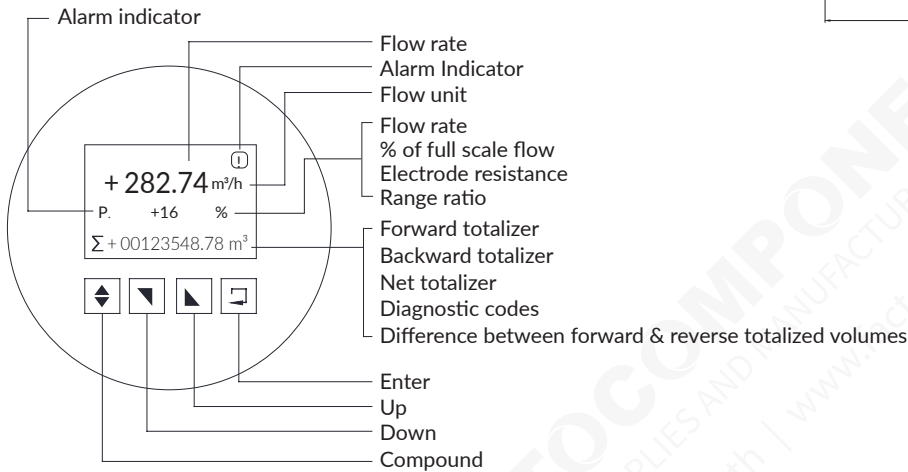 Alarm indicator
Flow rate
Alarm Indicator
Flow unit
Flow rate
% of full scale flow
Electrode resistance
Range ratio
+ 282.74 m³/h
P. +16 %
Σ + 00123548.78 m³
Forward totalizer
Backward totalizer
Net totalizer
Diagnostic codes
Difference between forward & reverse totalized volumes
Enter
Up
Down
Compound